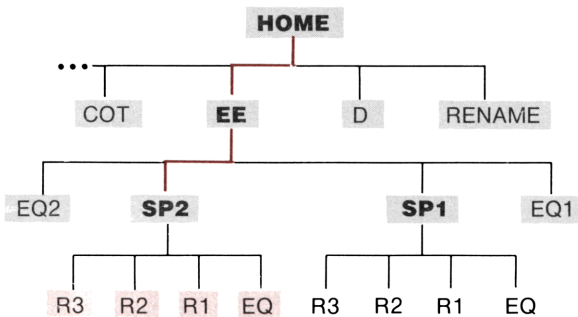 HOME
... COT EE D RENAME
EQ2 SP2 SP1 EQ1
R3 R2 R1 EQ R3 R2 R1 EQ